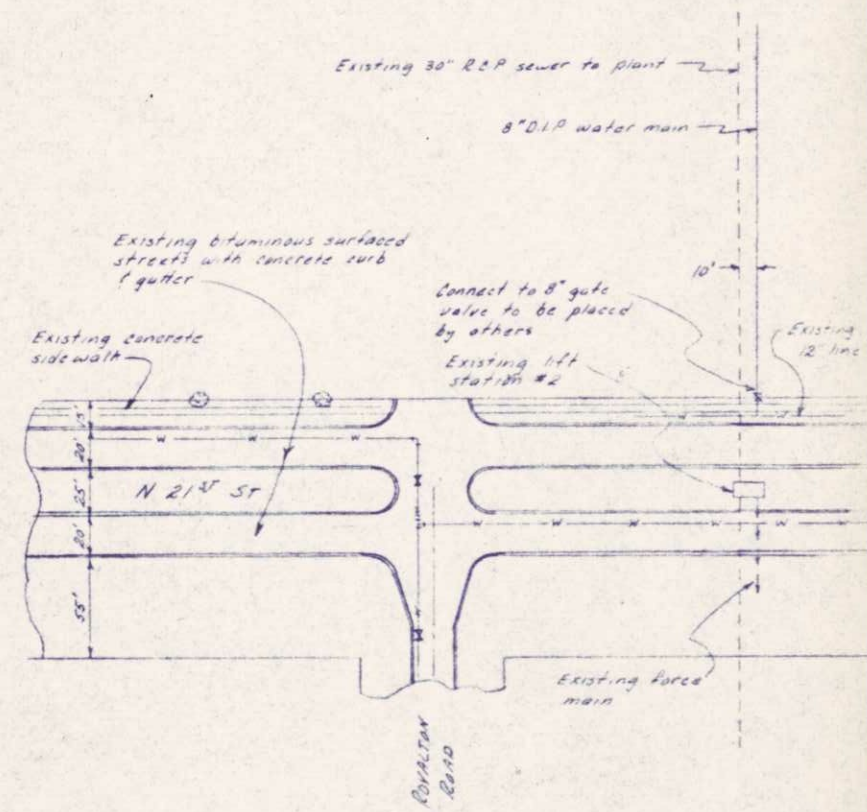 Existing 30" RCP sewer to plant
8" D.I.P water main
Existing bituminous surfaced
streets with concrete curb
& gutter
10'
Connect to 8" gate
valve to be placed
by others
Existing
12" line
Existing concrete
sidewalk
Existing lift
station #2
15'
W W W
20'
N 21ST ST
25'
W W W W W
20'
55'
Existing force
main
ROYALTON
ROAD